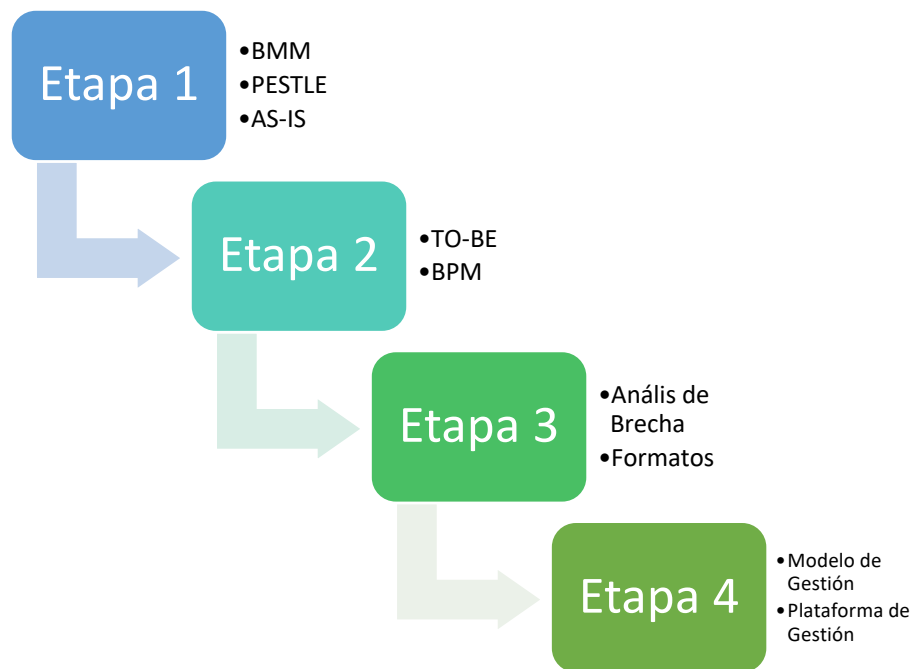 Etapa 1
•BMM
•PESTLE
•AS-IS
Etapa 2
•TO-BE
•BPM
Etapa 3
•Anális de
Brecha
•Formatos
Etapa 4
•Modelo de
Gestión
•Plataforma de
Gestión